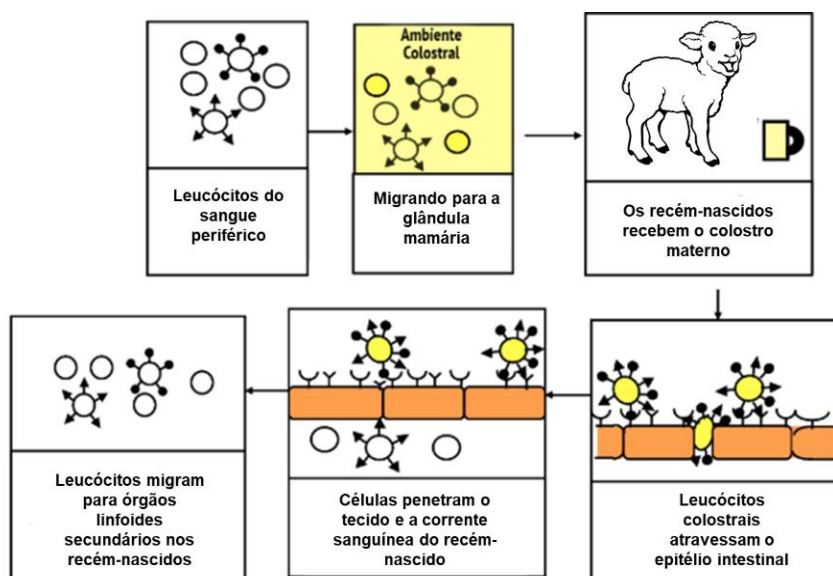 Leucócitos do
sangue
periférico
Ambiente
Colostral
Migrando para a
glândula
mamária
Os recém-nascidos
recebem o colostro
materno
Leucócitos
colostrais
atravessam o
epitélio intestinal
Células penetram o
tecido e a corrente
sanguínea do recém-
nascido
Leucócitos migram
para órgãos
linfoides
secundários nos
recém-nascidos